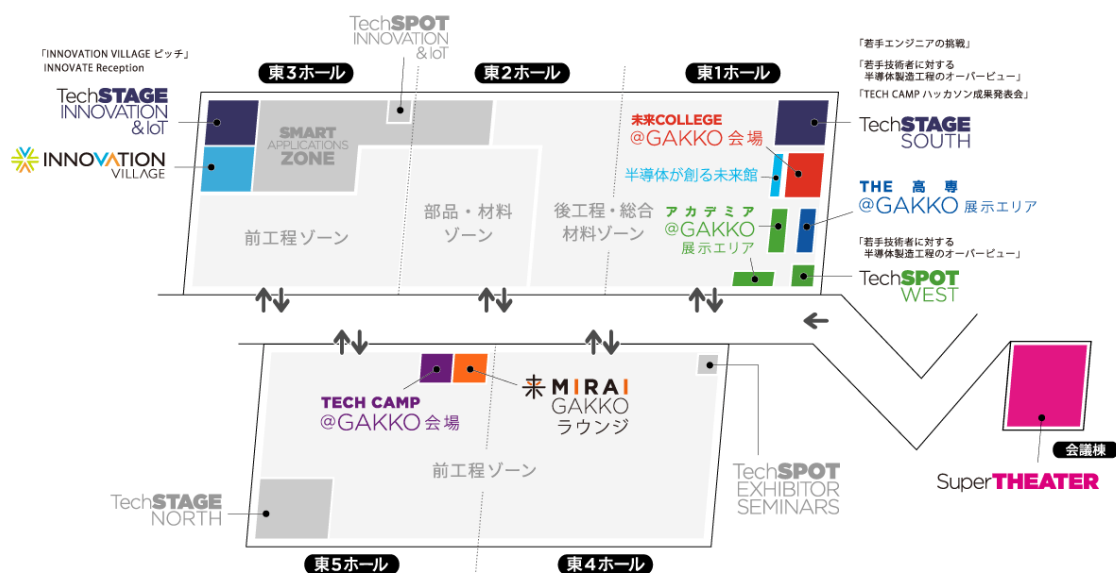 TechSPOT
INNOVATION
& IoT
「INNOVATION VILLAGE ピッチ」
INNOVATE Reception
東3ホール
東2ホール
東1ホール
「若手エンジニアの挑戦」
「若手技術者に対する
半導体製造工程のオーバービュー」
「TECH CAMP ハッカソン成果発表会」
TechSTAGE
INNOVATION
& IoT
INNOVATION
VILLAGE
SMART
APPLICATIONS
ZONE
未来COLLEGE
@GAKKO 会場
TechSTAGE
SOUTH
半導体が創る未来館
THE 高専
@GAKKO 展示エリア
前工程ゾーン
部品・材料
ゾーン
後工程・総合
材料ゾーン
アカデミア
@GAKKO
展示エリア
「若手技術者に対する
半導体製造工程のオーバービュー」
TechSPOT
WEST
TECH CAMP
@GAKKO 会場
MIRAI
GAKKO
ラウンジ
前工程ゾーン
TechSPOT
EXHIBITOR
SEMINARS
会議棟
SuperTHEATER
TechSTAGE
NORTH
東5ホール
東4ホール